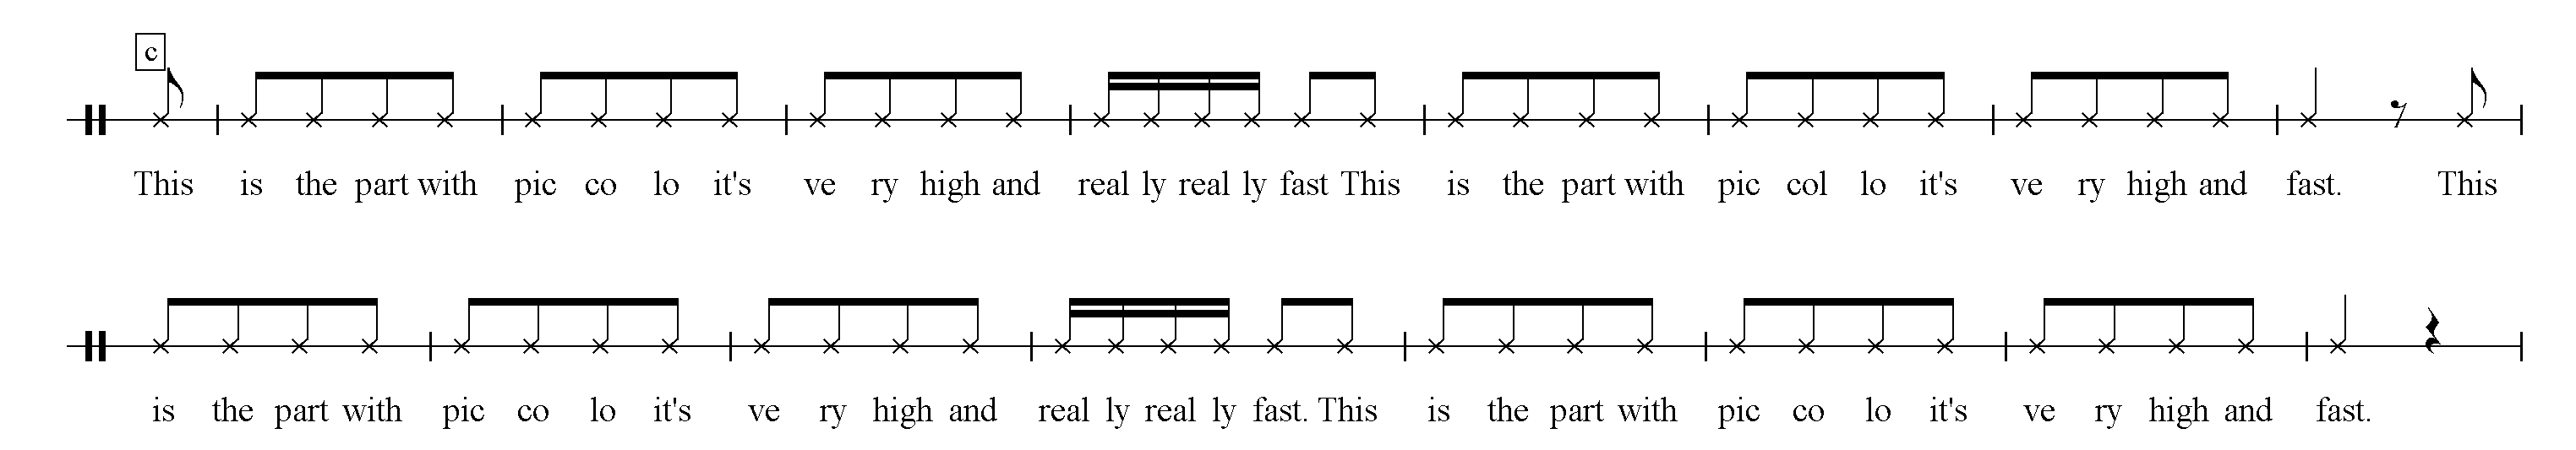 c
This is the part with pic co lo it's ve ry high and real ly real ly fast This is the part with pic col lo it's ve ry high and fast. This
is the part with pic co lo it's ve ry high and real ly real ly fast. This is the part with pic co lo it's ve ry high and fast.